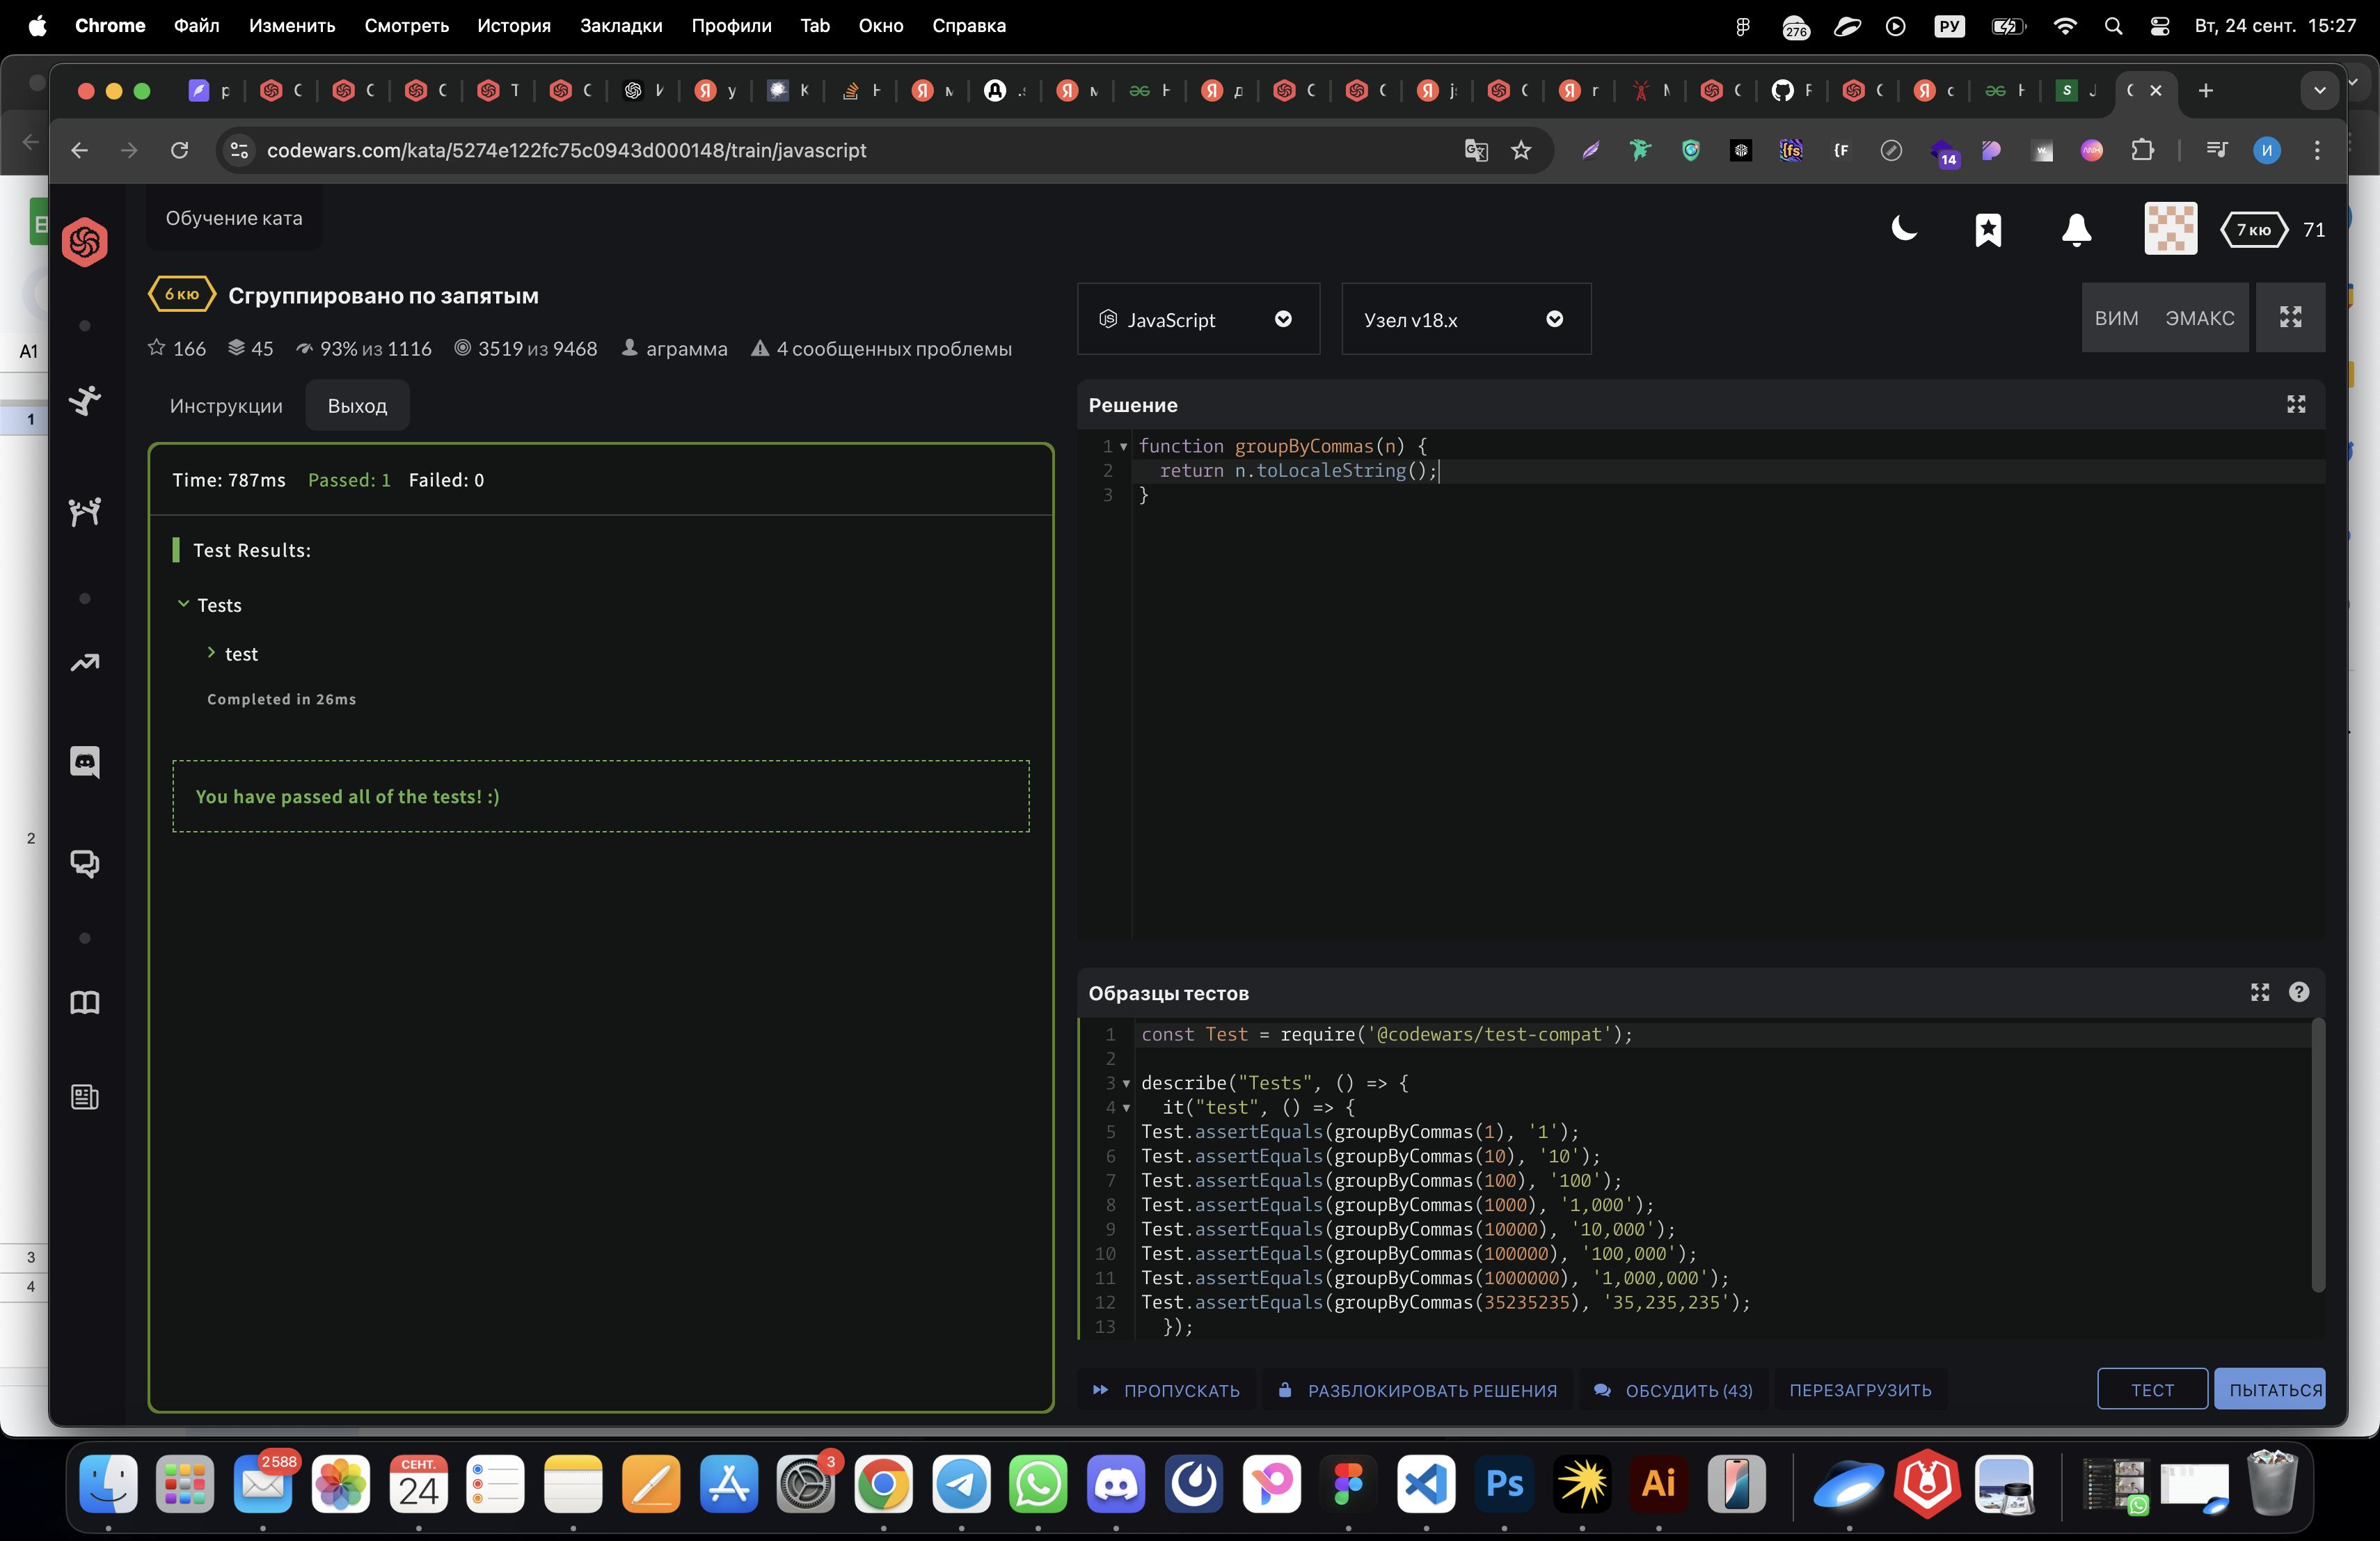 Chrome Файл Изменить Смотреть История Закладки Профили Tab Окно Справка 276 РУ Вт, 24 сент. 15:27
codewars.com/kata/5274e122fc75c0943d000148/train/javascript 14 И
Обучение ката
7 кю 71
6 кю Сгруппировано по запятым
166 45 93% из 1116 3519 из 9468 аграмма 4 сообщенных проблемы
JavaScript Узел v18.x ВИМ ЭМАКС
Инструкции Выход
Time: 787ms Passed: 1 Failed: 0
Test Results:
Tests
test
Completed in 26ms
You have passed all of the tests! :)
Решение
1 function groupByCommas(n) {
2 return n.toLocaleString();
3 }
Образцы тестов
1 const Test = require('@codewars/test-compat');
2
3 describe("Tests", () => {
4 it("test", () => {
5 Test.assertEquals(groupByCommas(1), '1');
6 Test.assertEquals(groupByCommas(10), '10');
7 Test.assertEquals(groupByCommas(100), '100');
8 Test.assertEquals(groupByCommas(1000), '1,000');
9 Test.assertEquals(groupByCommas(10000), '10,000');
10 Test.assertEquals(groupByCommas(100000), '100,000');
11 Test.assertEquals(groupByCommas(1000000), '1,000,000');
12 Test.assertEquals(groupByCommas(35235235), '35,235,235');
13 });
ПРОПУСКАТЬ РАЗБЛОКИРОВАТЬ РЕШЕНИЯ ОБСУДИТЬ (43) ПЕРЕЗАГРУЗИТЬ ТЕСТ ПЫТАТЬСЯ
A1
1
2
3
4
2588 СЕНТ. 24 3 Ps Ai